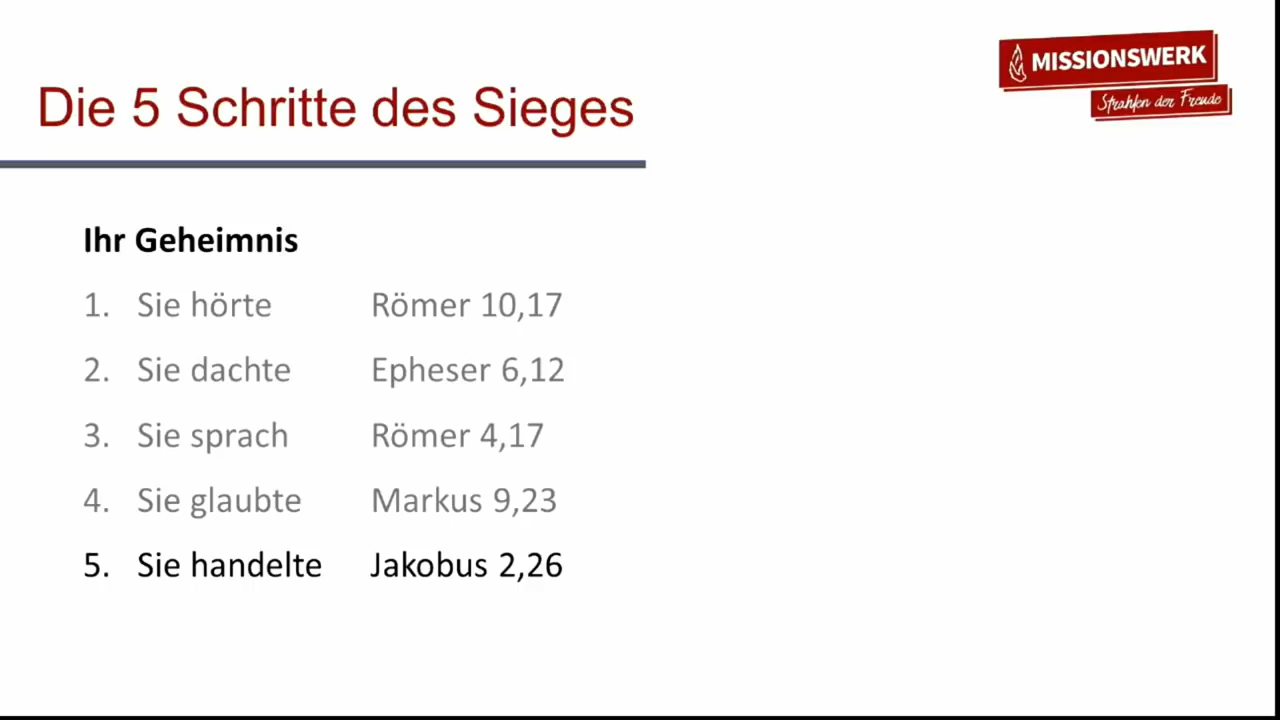 MISSIONSWERK
Strahlen der Freude
Die 5 Schritte des Sieges
Ihr Geheimnis
1. Sie hörte Römer 10,17
2. Sie dachte Epheser 6,12
3. Sie sprach Römer 4,17
4. Sie glaubte Markus 9,23
5. Sie handelte Jakobus 2,26